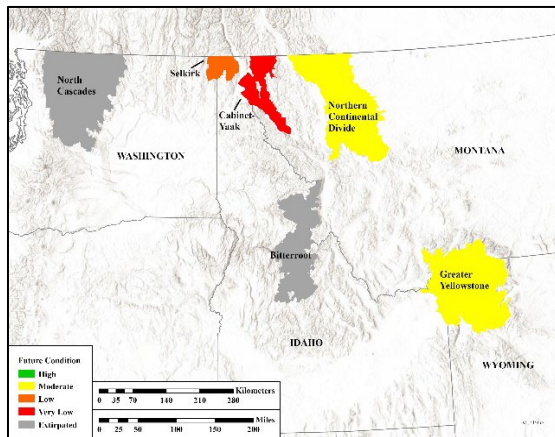 North
Cascades
Selkirk
Cabinet-
Yaak
Northern
Continental
Divide
WASHINGTON
MONTANA
Bitterroot
Greater
Yellowstone
IDAHO
WYOMING
Future Condition
High
Moderate
Low
Very Low
Extirpated
Kilometers
0 35 70 140 210 280
Miles
0 25 50 100 150 200